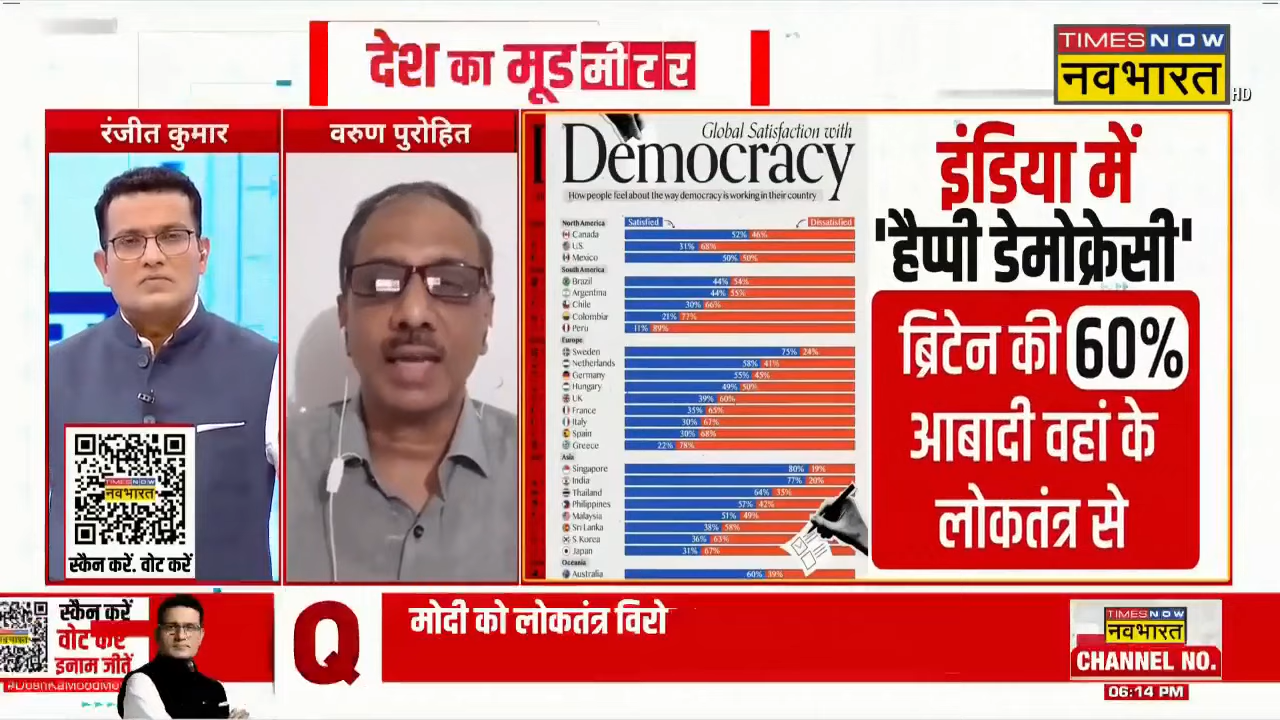 देश का मूड मीटर
TIMES NOW
नवभारत
HD
रंजीत कुमार
वरुण पुरोहित
Global Satisfaction with
Democracy
How people feel about the way democracy is working in their country
Satisfied
Dissatisfied
North America
Canada 52% 46%
U.S. 31% 68%
Mexico 50% 50%
South America
Brazil 44% 54%
Argentina 44% 55%
Chile 30% 66%
Colombia 21% 77%
Peru 11% 89%
Europe
Sweden 75% 24%
Netherlands 58% 41%
Germany 55% 45%
Hungary 49% 50%
UK 39% 60%
France 35% 65%
Italy 30% 67%
Spain 30% 68%
Greece 22% 78%
Asia
Singapore 80% 19%
India 77% 20%
Thailand 64% 35%
Philippines 57% 42%
Malaysia 51% 49%
Sri Lanka 38% 58%
S Korea 36% 63%
Japan 31% 67%
Oceania
Australia 60% 39%
इंडिया में
'हैप्पी डेमोक्रेसी'
ब्रिटेन की 60%
आबादी वहां के
लोकतंत्र से
TIMES NOW
नवभारत
स्कैन करें. वोट करें
स्कैन करें
वोट करें
इनाम जीतें
Q
मोदी को लोकतंत्र विरो
TIMES NOW
नवभारत
CHANNEL NO.
06:14 PM